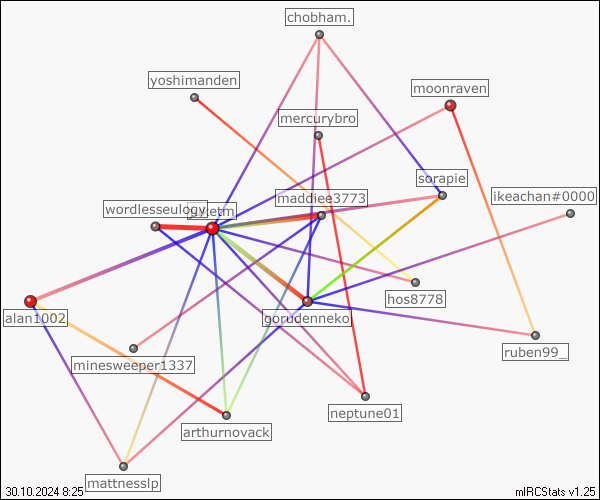 chobham.
yoshimanden
moonraven
mercurybro
sorapie
maddiee3773
ikeachan#0000
wordlesseulogy
hos8778
gorudenneko
alan1002
ruben99_
minesweeper1337
neptune01
arthurnovack
mattnesslp
30.10.2024 8:25
mIRCStats v1.25